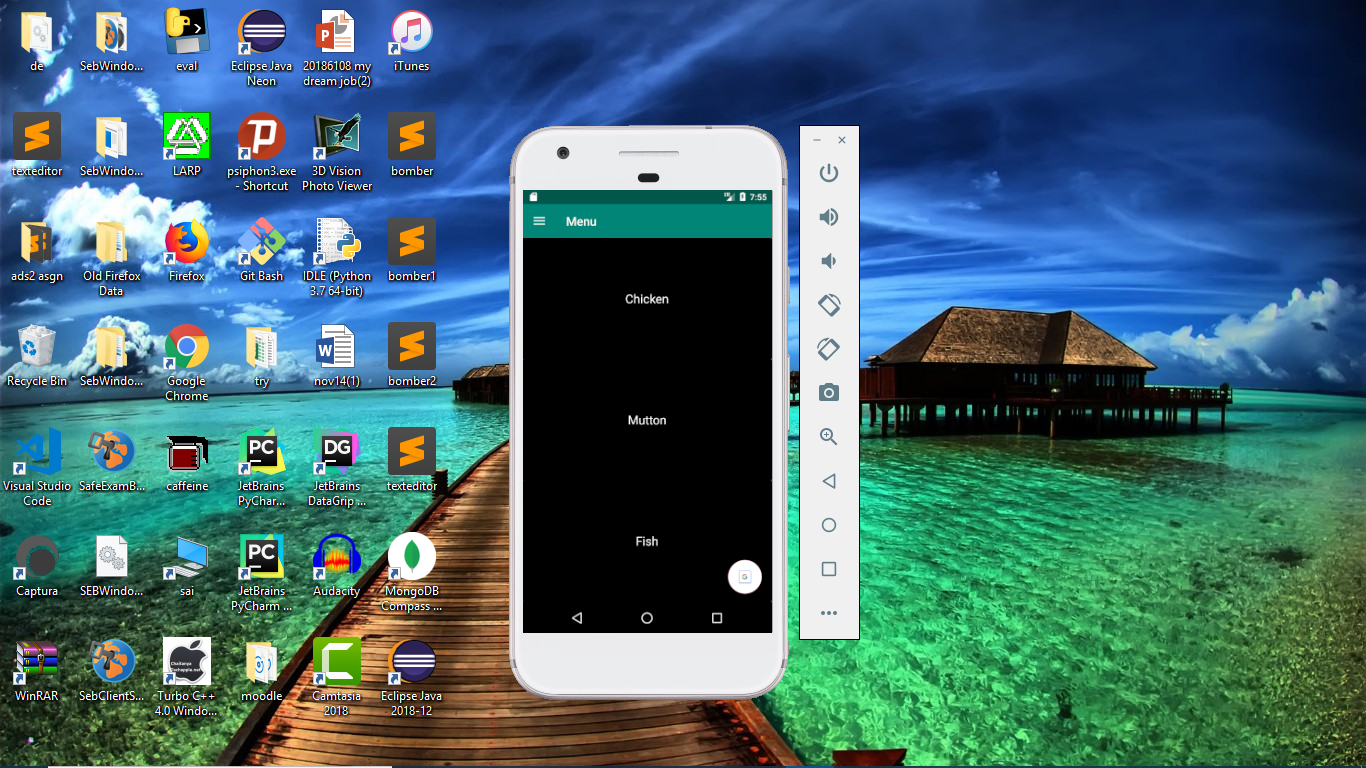 de
SebWindo...
eval
Eclipse Java
Neon
20186108 my
dream job(2)
iTunes
texteditor
SebWindo...
LARP
psiphon3.exe
- Shortcut
3D Vision
Photo Viewer
bomber
ads2 asgn
Old Firefox
Data
Firefox
Git Bash
IDLE (Python
3.7 64-bit)
bomber1
Recycle Bin
SebWindo...
Google
Chrome
try
nov14(1)
bomber2
Visual Studio
Code
SafeExamB...
caffeine
PC
JetBrains
PyChar...
DG
JetBrains
DataGrip ...
texteditor
Captura
SEBWindo...
sai
PC
JetBrains
PyCharm ...
Audacity
MongoDB
Compass ...
WinRAR
SebClientS...
Turbo C++
4.0 Windo...
moodle
Camtasia
2018
Eclipse Java
2018-12
7:55
Menu
Chicken
Mutton
Fish